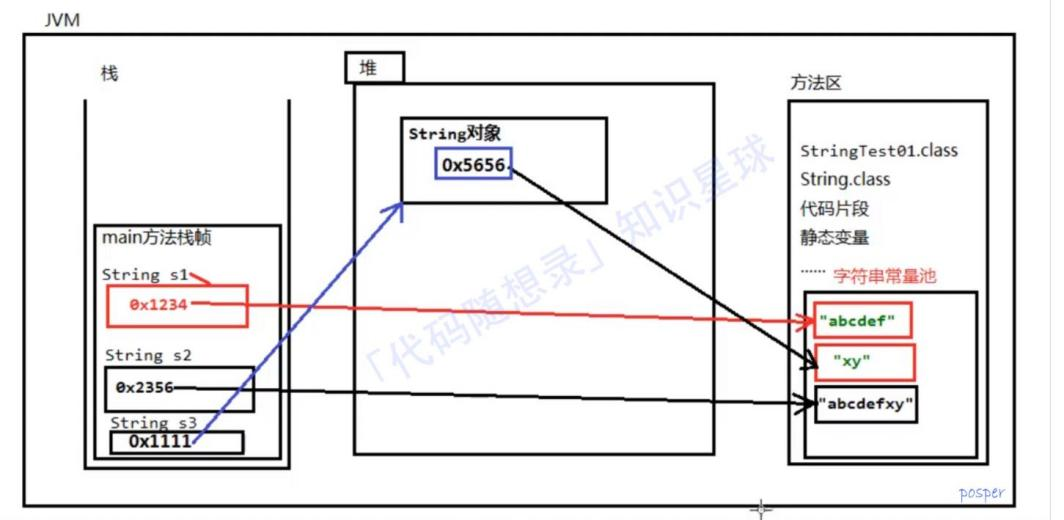 JVM
栈
堆
方法区
String对象
0x5656
StringTest01.class
String.class
代码片段
静态变量
...... 字符串常量池
main方法栈帧
String s1
0x1234
"abcdef"
"xy"
String s2
0x2356
"abcdefxy"
String s3
0x1111
「代码随想录」知识星球
posper